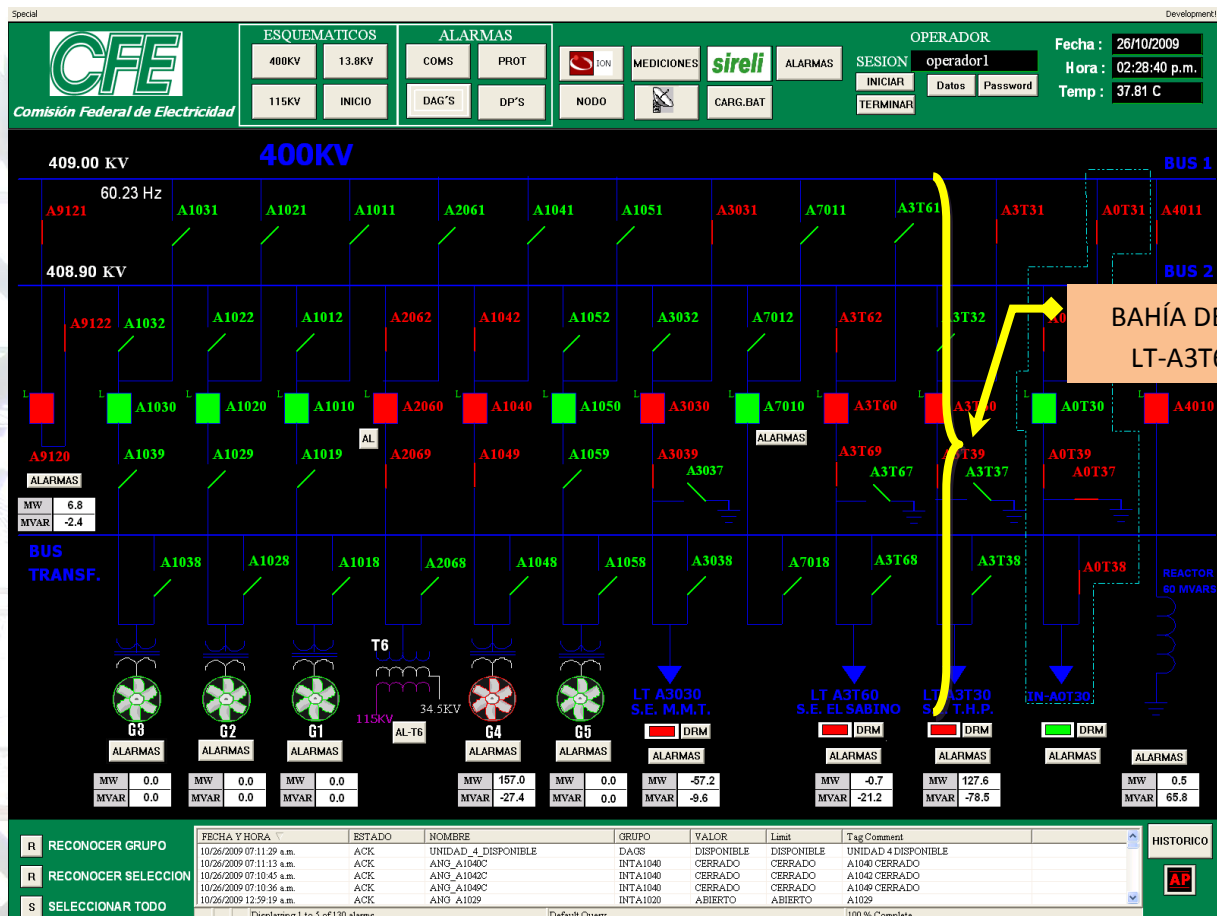 Special Development!
CFE
Comisión Federal de Electricidad
ESQUEMATICOS
400KV 13.8KV
115KV INICIO
ALARMAS
COMS PROT
DAG'S DP'S
ION MEDICIONES sireli ALARMAS
NODO CARG.BAT
OPERADOR
SESION operador1
INICIAR Datos Password
TERMINAR
Fecha : 26/10/2009
Hora : 02:28:40 p.m.
Temp : 37.81 C
409.00 KV 400KV BUS 1
60.23 Hz
A9121 A1031 A1021 A1011 A2061 A1041 A1051 A3031 A7011 A3T61 A3T31 A0T31 A4011
408.90 KV BUS 2
A9122 A1032 A1022 A1012 A2062 A1042 A1052 A3032 A7012 A3T62 A3T32
BAHÍA DE
LT-A3T6
L L L L L L L L L L L L L
A1030 A1020 A1010 A2060 A1040 A1050 A3030 A7010 A3T60 A0T30 A4010
AL ALARMAS
A9120 A1039 A1029 A1019 A2069 A1049 A1059 A3039 A3T69 A0T39
A3037 A3T67 A3T37 A0T37
ALARMAS
MW 6.8
MVAR -2.4
BUS
TRANSF.
A1038 A1028 A1018 A2068 A1048 A1058 A3038 A7018 A3T68 A3T38 A0T38
REACTOR
60 MVARS
T6
115KV 34.5KV
AL-T6
G3 G2 G1 G4 G5
LT A3030
S.E. M.M.T.
LT A3T60
S.E. EL SABINO
LT A3T30
S.E. T.H.P.
IN-A0T30
DRM DRM DRM DRM
ALARMAS ALARMAS ALARMAS ALARMAS ALARMAS ALARMAS ALARMAS ALARMAS ALARMAS ALARMAS
MW 0.0 MW 0.0 MW 0.0 MW 157.0 MW 0.0 MW -57.2 MW -0.7 MW 127.6 MW 0.5
MVAR 0.0 MVAR 0.0 MVAR 0.0 MVAR -27.4 MVAR 0.0 MVAR -9.6 MVAR -21.2 MVAR -78.5 MVAR 65.8
R RECONOCER GRUPO
R RECONOCER SELECCION
S SELECCIONAR TODO
FECHA Y HORA ESTADO NOMBRE GRUPO VALOR Limit Tag Comment
10/26/2009 07:11:29 a.m. ACK UNIDAD_4_DISPONIBLE DAGS DISPONIBLE DISPONIBLE UNIDAD 4 DISPONIBLE
10/26/2009 07:11:13 a.m. ACK ANG_A1040C INTA1040 CERRADO CERRADO A1040 CERRADO
10/26/2009 07:10:45 a.m. ACK ANG_A1042C INTA1040 CERRADO CERRADO A1042 CERRADO
10/26/2009 07:10:36 a.m. ACK ANG_A1049C INTA1040 CERRADO CERRADO A1049 CERRADO
10/26/2009 12:59:19 a.m. ACK ANG_A1029 INTA1020 ABIERTO ABIERTO A1029
Displaying 1 to 5 of 130 alarms Default Query 100 % Complete
HISTORICO
AP